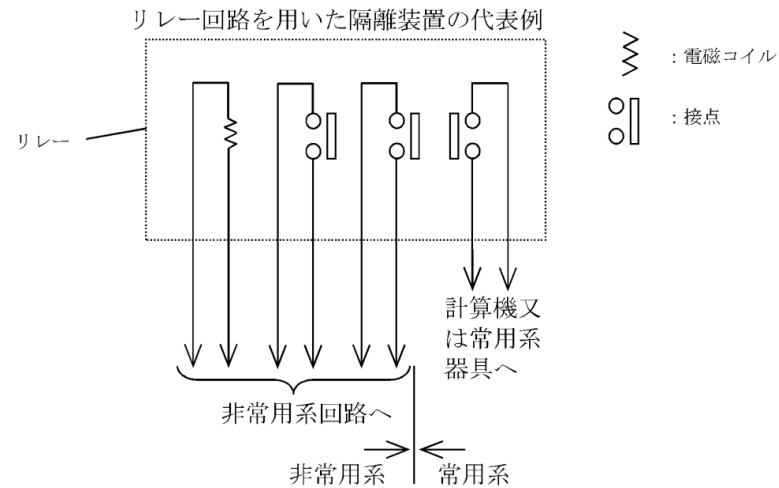 リレー回路を用いた隔離装置の代表例
：電磁コイル
：接点
リレー
計算機又
は常用系
器具へ
非常用系回路へ
非常用系
常用系